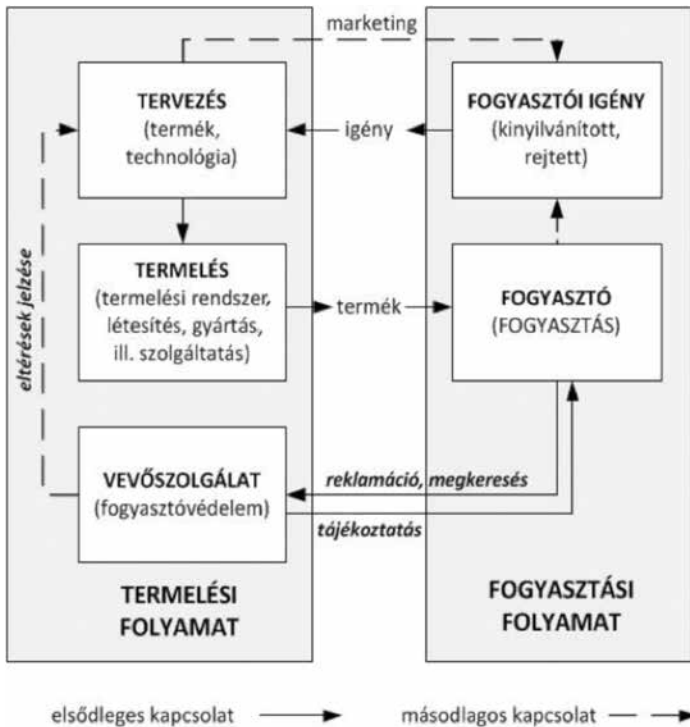 marketing
TERVEZÉS
(termék,
technológia)
igény
FOGYASZTÓI IGÉNY
(kinyilvánított,
rejtett)
eltérések jelzése
TERMELÉS
(termelési rendszer,
létesítés, gyártás,
ill. szolgáltatás)
termék
FOGYASZTÓ
(FOGYASZTÁS)
VEVŐSZOLGÁLAT
(fogyasztóvédelem)
reklamáció, megkeresés
tájékoztatás
TERMELÉSI
FOLYAMAT
FOGYASZTÁSI
FOLYAMAT
elsődleges kapcsolat
másodlagos kapcsolat